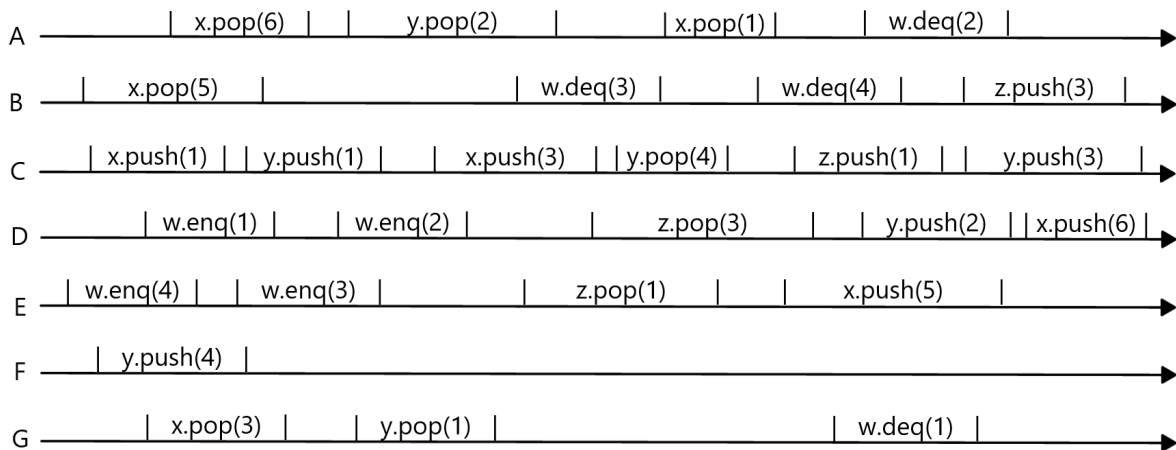 A x.pop(6) y.pop(2) x.pop(1) w.deq(2)
B x.pop(5) w.deq(3) w.deq(4) z.push(3)
C x.push(1) y.push(1) x.push(3) y.pop(4) z.push(1) y.push(3)
D w.enq(1) w.enq(2) z.pop(3) y.push(2) x.push(6)
E w.enq(4) w.enq(3) z.pop(1) x.push(5)
F y.push(4)
G x.pop(3) y.pop(1) w.deq(1)